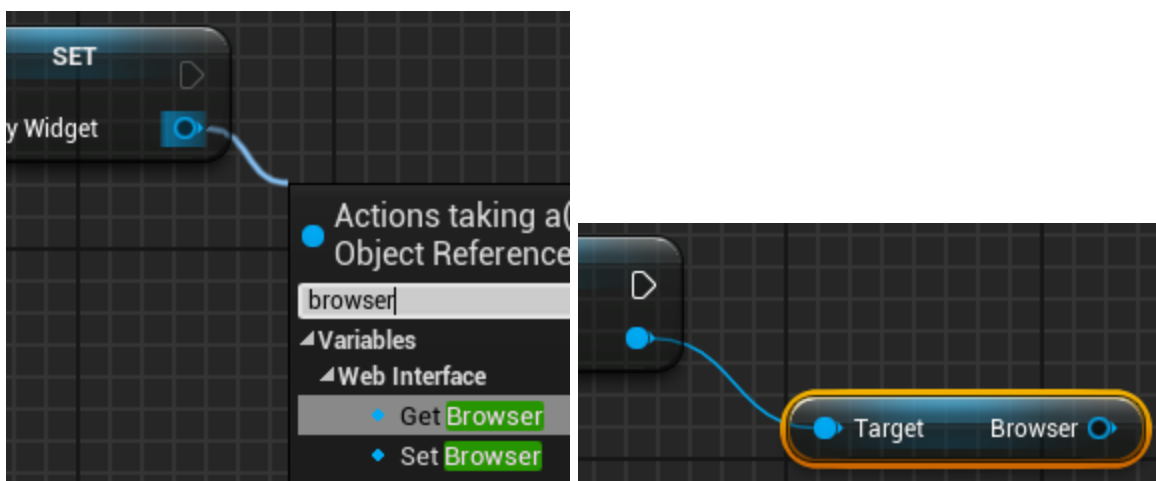 SET
y Widget
Actions taking a(
Object Reference
browser
Variables
Web Interface
Get Browser
Set Browser
Target Browser